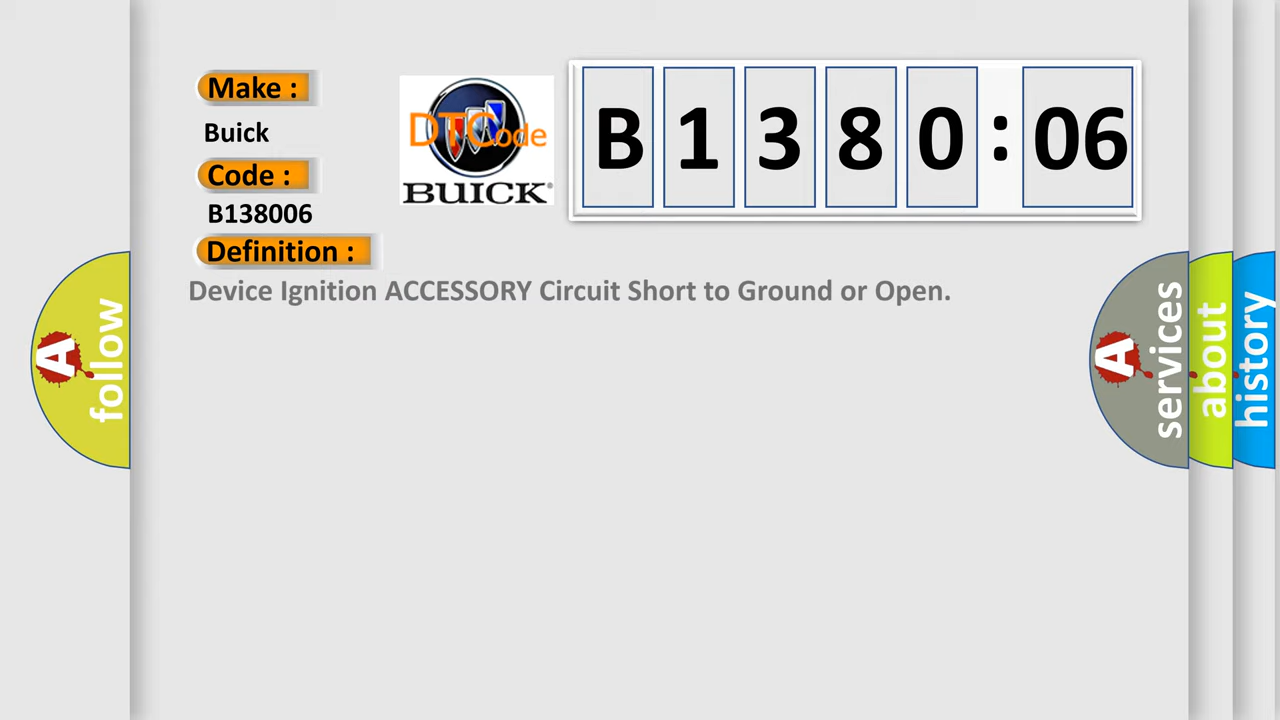 Make :
Buick
Code :
B138006
Definition :
Device Ignition ACCESSORY Circuit Short to Ground or Open.
DTCode
BUICK®
B 1 3 8 0 : 06
A follow
A services
about
history